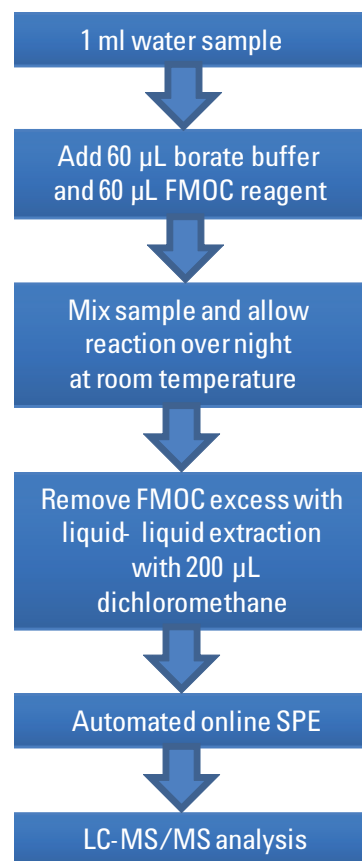 1 ml water sample
Add 60 µL borate buffer
and 60 µL FMOC reagent
Mix sample and allow
reaction over night
at room temperature
Remove FMOC excess with
liquid- liquid extraction
with 200 µL
dichloromethane
Automated online SPE
LC-MS/MS analysis